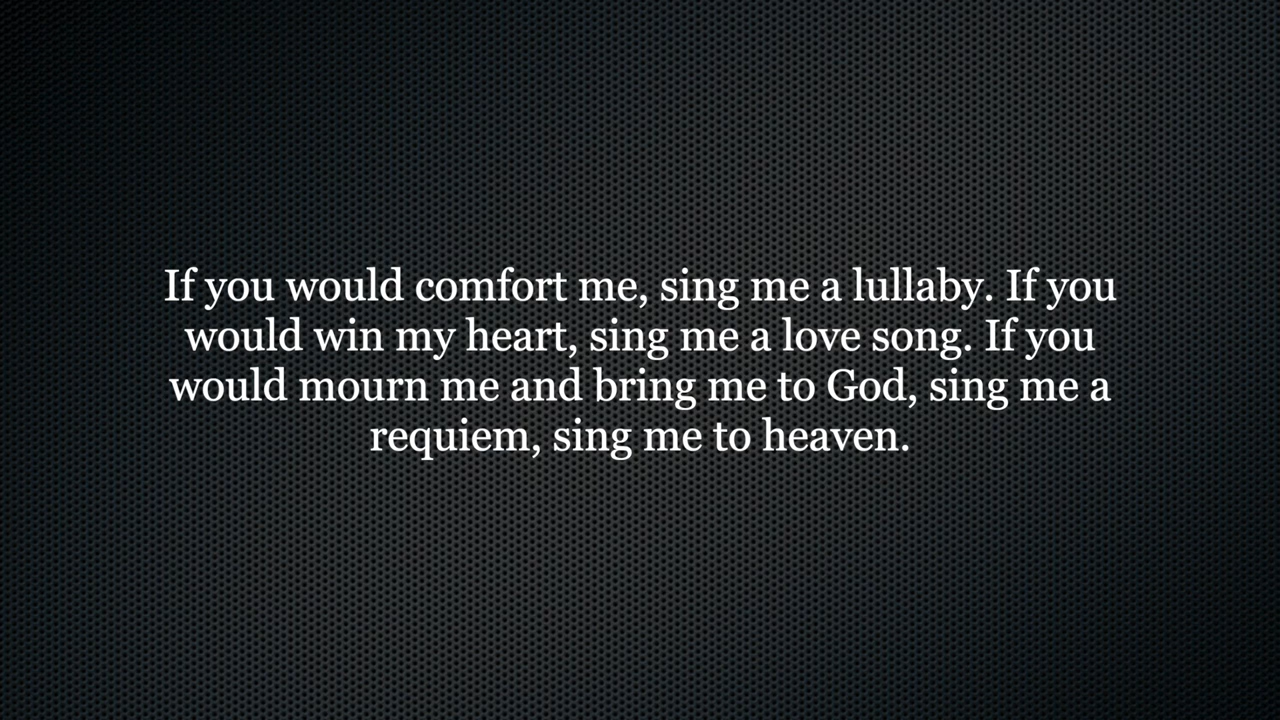 If you would comfort me, sing me a lullaby. If you
would win my heart, sing me a love song. If you
would mourn me and bring me to God, sing me a
requiem, sing me to heaven.